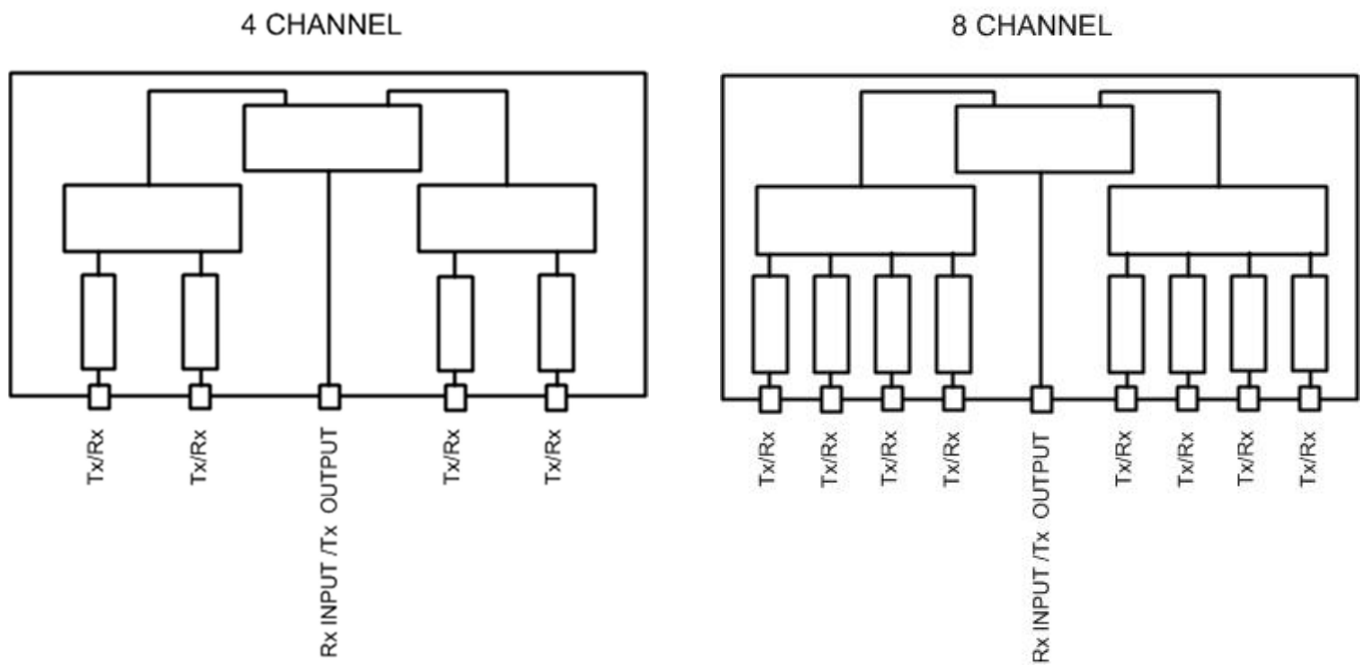 4 CHANNEL
8 CHANNEL
Tx/Rx
Tx/Rx
Rx INPUT /Tx OUTPUT
Tx/Rx
Tx/Rx
Tx/Rx
Tx/Rx
Tx/Rx
Tx/Rx
Rx INPUT /Tx OUTPUT
Tx/Rx
Tx/Rx
Tx/Rx
Tx/Rx